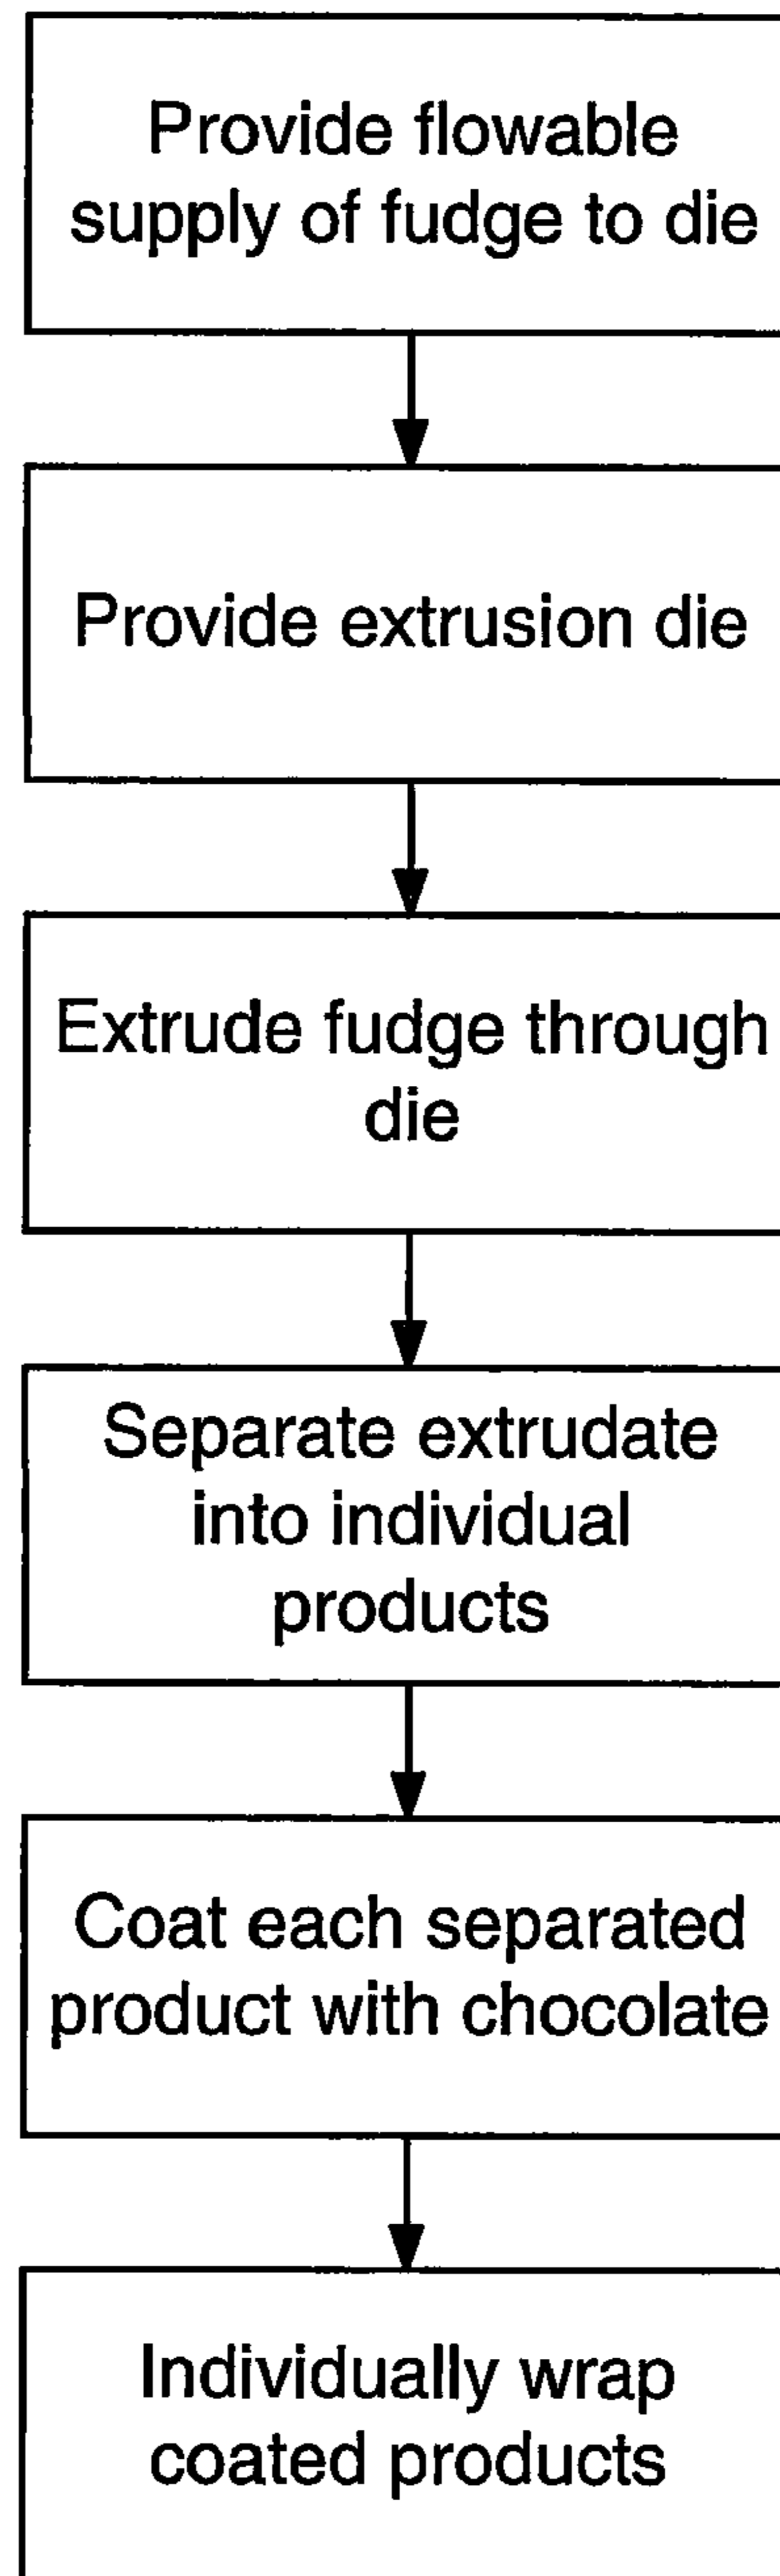 Provide flowable
supply of fudge to die
Provide extrusion die
Extrude fudge through
die
Separate extrudate
into individual
products
Coat each separated
product with chocolate
Individually wrap
coated products